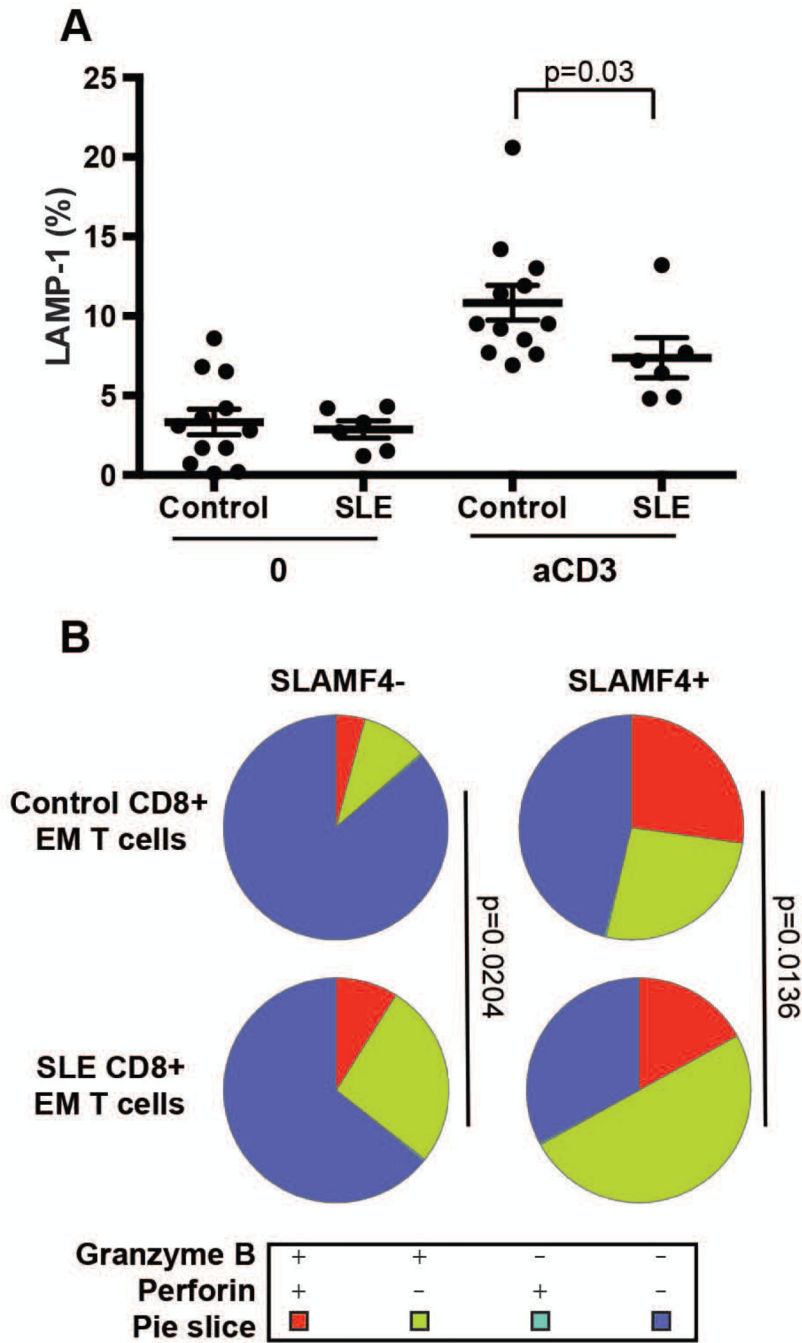 A
p=0.03
25
20
15
10
5
0
LAMP-1 (%)
Control SLE Control SLE
0 aCD3
B
SLAMF4- SLAMF4+
Control CD8+
EM T cells
p=0.0204
p=0.0136
SLE CD8+
EM T cells
Granzyme B + + − −
Perforin + − + −
Pie slice